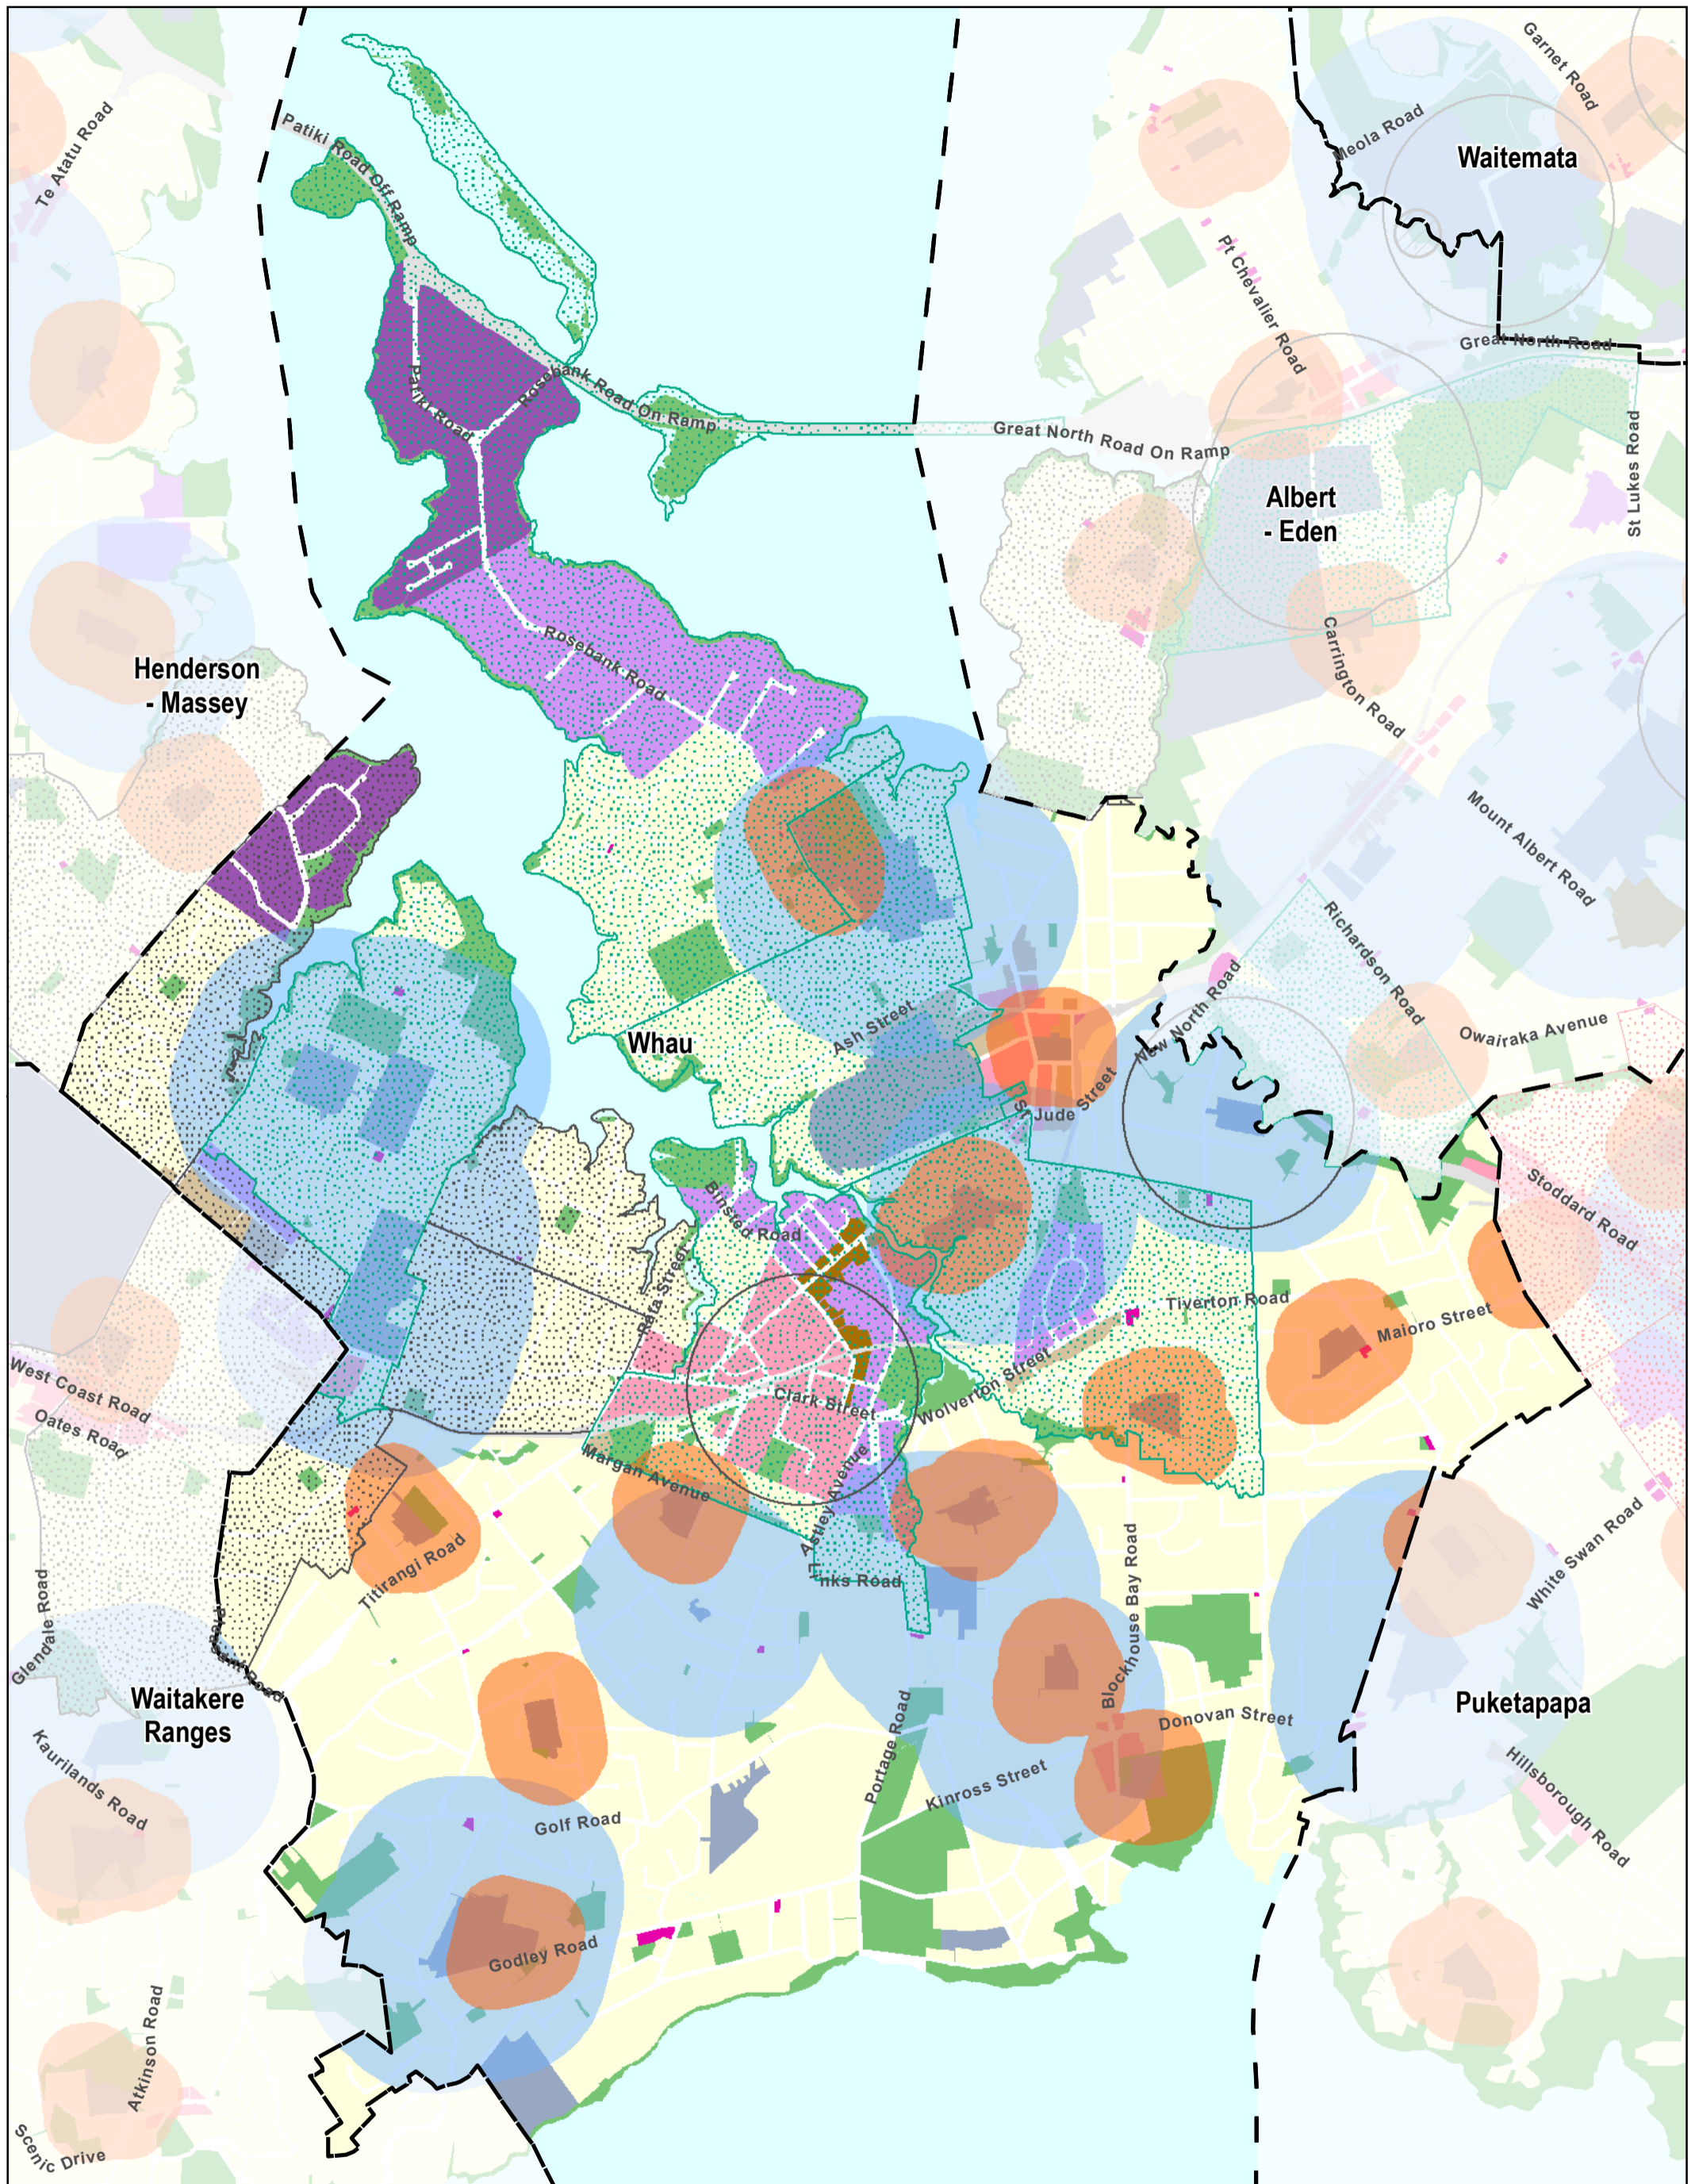 Garnet Road
Te Atatu Road
Patiki Road Off Ramp
Meola Road
Waitemata
Pt Chevalier Road
Great North Road
Patiki Road
Rosebank Road On Ramp
Great North Road On Ramp
St Lukes Road
Albert
- Eden
Rosebank Road
Carrington Road
Henderson
- Massey
Mount Albert Road
Richardson Road
New North Road
Ash Street
Whau
Owairaka Avenue
St Jude Street
Stoddard Road
Binsted Road
Rata Street
Tiverton Road
Maioro Street
West Coast Road
Oates Road
Clark Street
Wolverton Street
Margan Avenue
Astley Avenue
Titirangi Road
Links Road
White Swan Road
Blockhouse Bay Road
Glendale Road
Pleasant Road
Waitakere
Ranges
Puketapapa
Portage Road
Donovan Street
Kaurilands Road
Kinross Street
Hillsborough Road
Golf Road
Godley Road
Atkinson Road
Scenic Drive